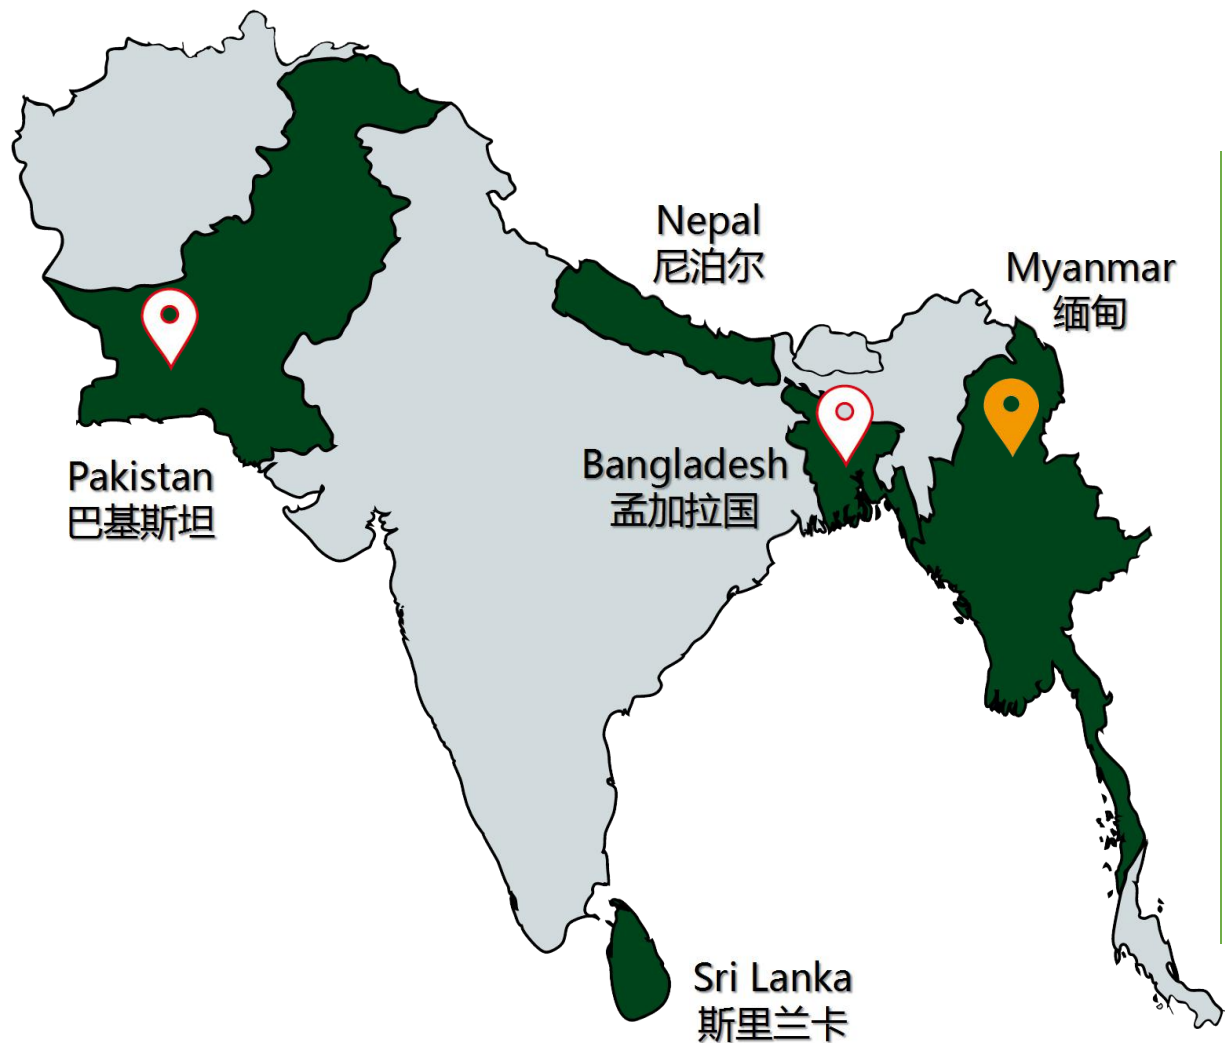 Nepal
尼泊尔
Myanmar
缅甸
Bangladesh
孟加拉国
Pakistan
巴基斯坦
Sri Lanka
斯里兰卡